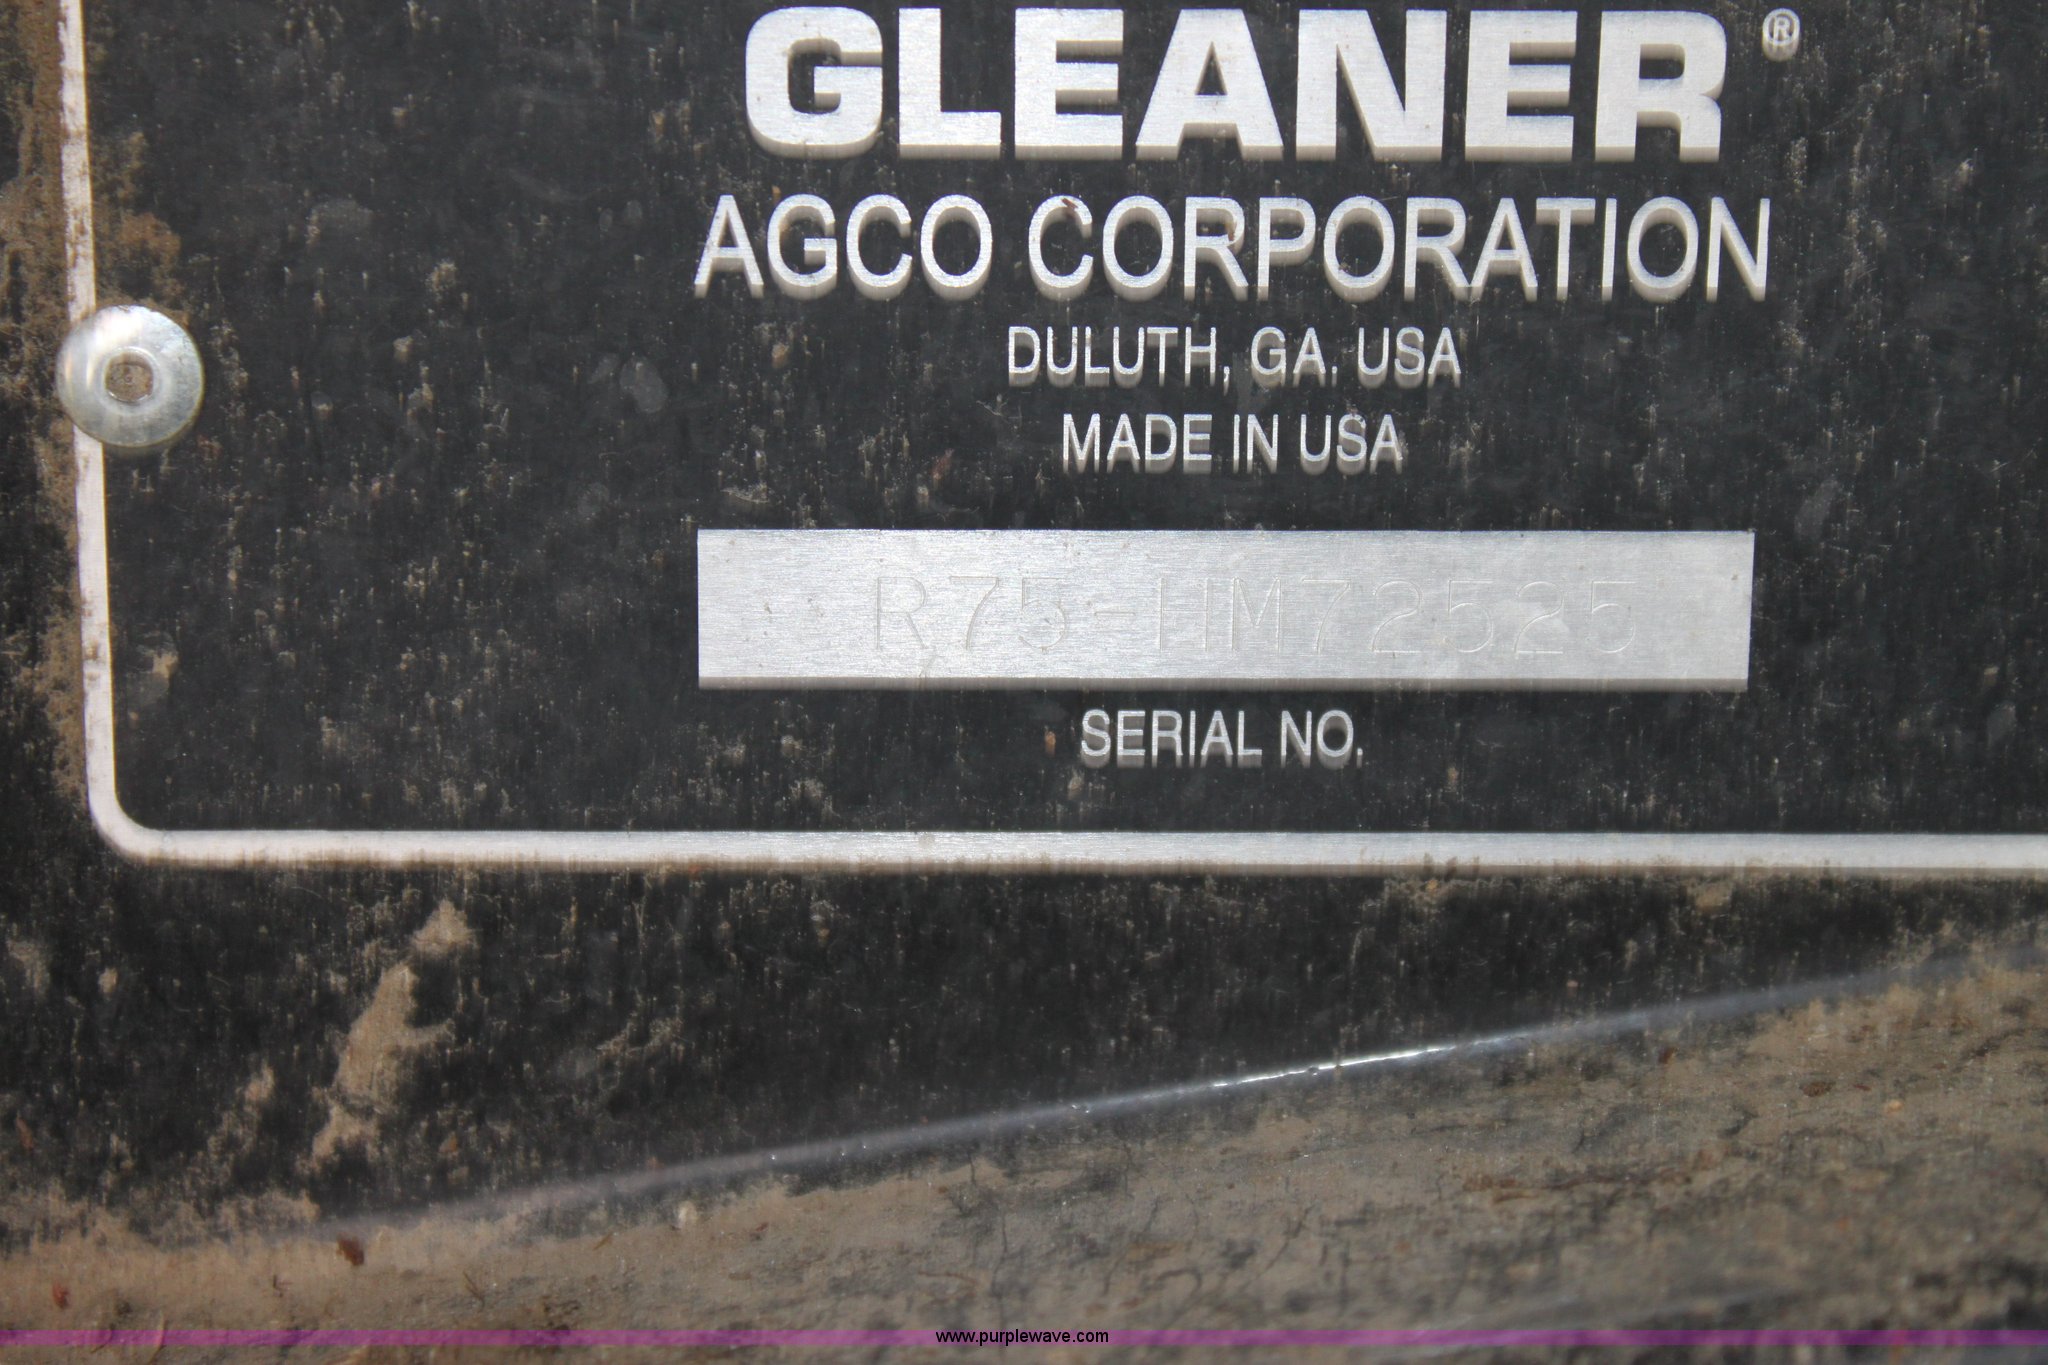 GLEANER®
AGCO CORPORATION
DULUTH, GA. USA
MADE IN USA
R75-HM72525
SERIAL NO.
www.purplewave.com